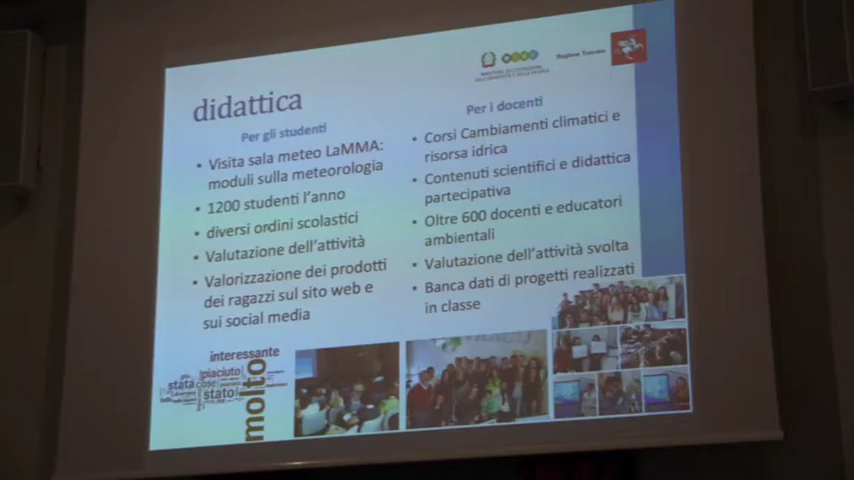 didattica
Per gli studenti
• Visita sala meteo LaMMA:
moduli sulla meteorologia
• 1200 studenti l'anno
• diversi ordini scolastici
• Valutazione dell'attività
• Valorizzazione dei prodotti
dei ragazzi sul sito web e
sui social media
Regione Toscana
Per i docenti
• Corsi Cambiamenti climatici e
risorsa idrica
• Contenuti scientifici e didattica
partecipativa
• Oltre 600 docenti e educatori
ambientali
• Valutazione dell'attività svolta
• Banca dati di progetti realizzati
in classe
interessante
piaciuto
stata cose
stato
molto